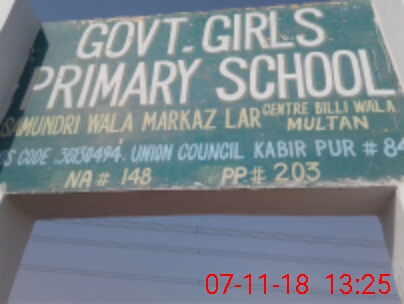 GOVT. GIRLS
PRIMARY SCHOOL
SAMUNDRI WALA MARKAZ LAR CENTRE BILLI WALA
MULTAN
S CODE .36130494. UNION COUNCIL KABIR PUR # 84
NA # 148 PP # 203
07-11-18 13:25